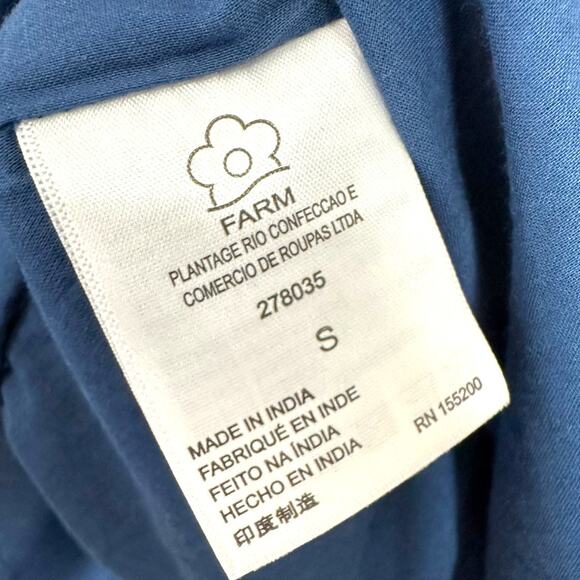 FARM
PLANTAGE RIO CONFECCAO E
COMERCIO DE ROUPAS LTDA
278035
S
MADE IN INDIA
FABRIQUÉ EN INDE
FEITO NA ÍNDIA
HECHO EN INDIA
印度制造
RN 155200